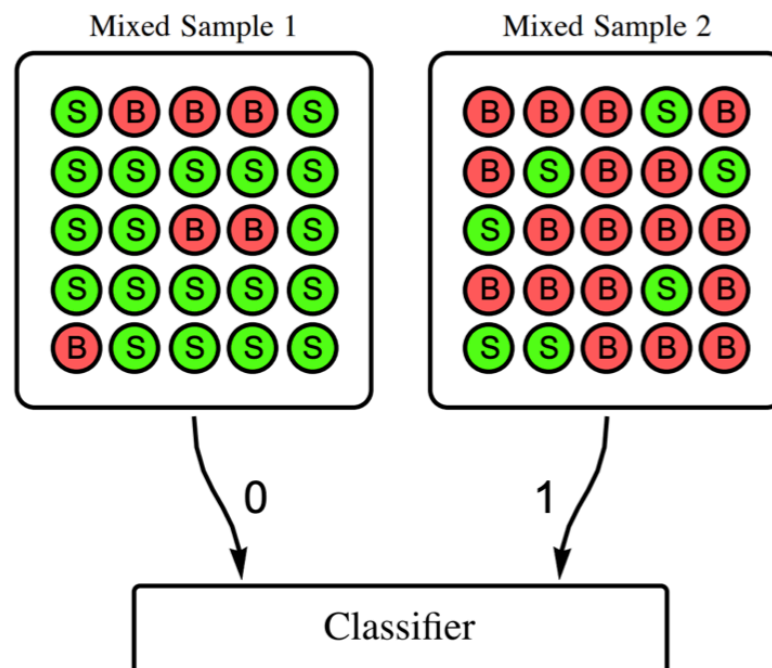 Mixed Sample 1 Mixed Sample 2
S B B B S B B B S B
S S S S S B S B B S
S S B B S S B B B B
S S S S S B B B S B
B S S S S S S B B B
0 1
Classifier